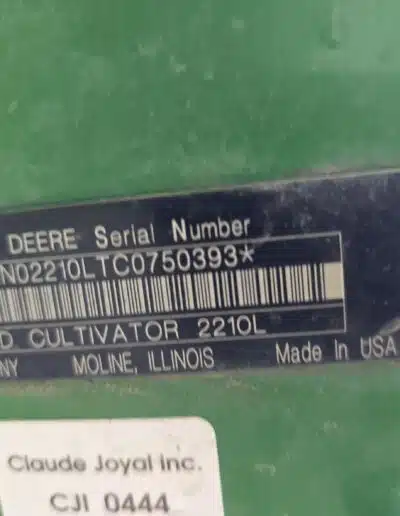 DEERE Serial Number
N02210LTC0750393*
D. CULTIVATOR 2210L
NY MOLINE, ILLINOIS Made In USA
Claude Joyal Inc.
CJI 0444